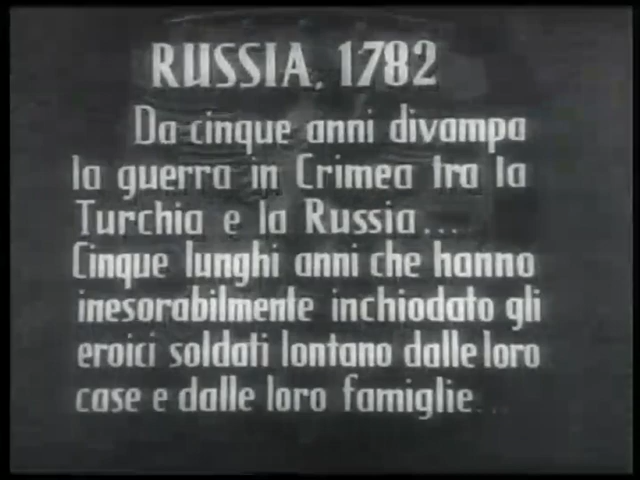 RUSSIA, 1782
Da cinque anni divampa
la guerra in Crimea tra la
Turchia e la Russia...
Cinque lunghi anni che hanno
inesorabilmente inchiodato gli
eroici soldati lontano dalle loro
case e dalle loro famiglie...